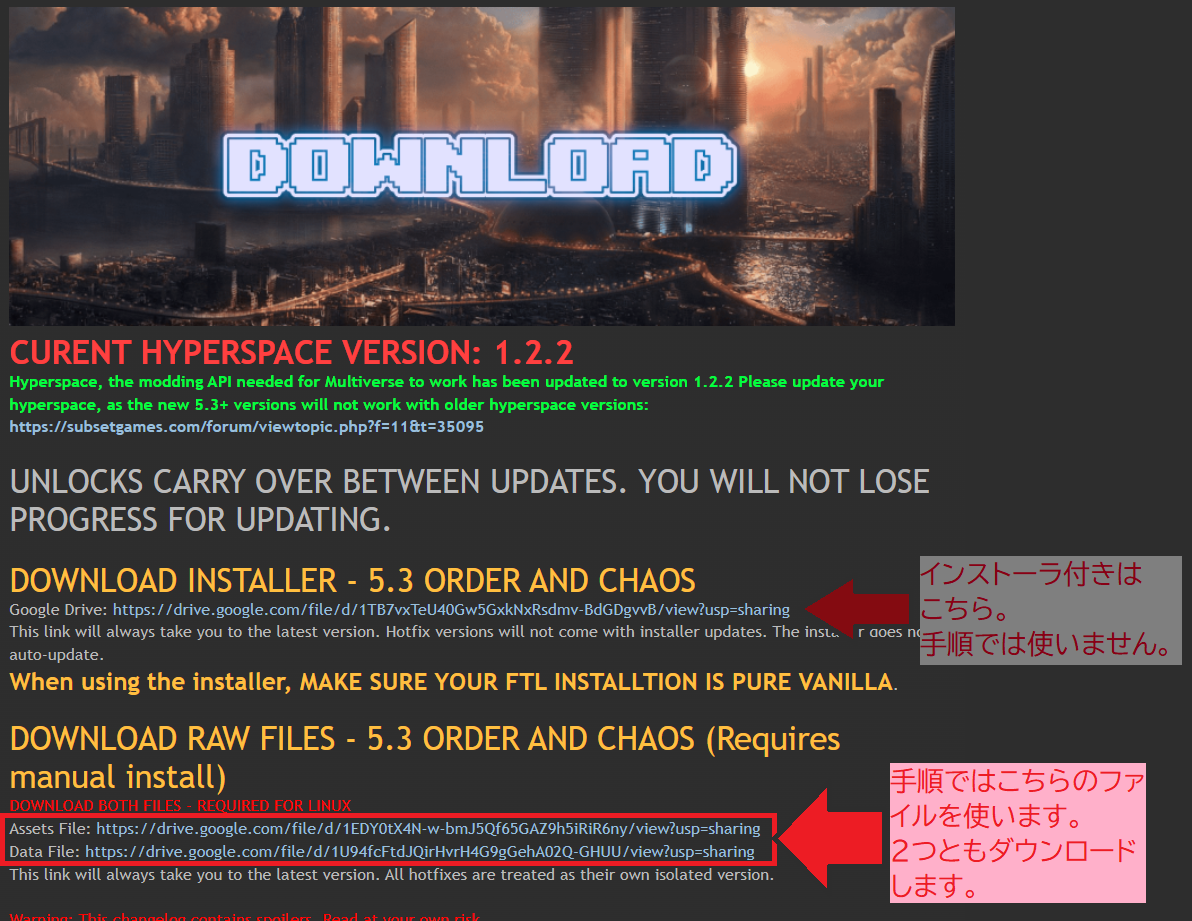 DOWNLOAD
CURENT HYPERSPACE VERSION: 1.2.2
Hyperspace, the modding API needed for Multiverse to work has been updated to version 1.2.2 Please update your
hyperspace, as the new 5.3+ versions will not work with older hyperspace versions:
https://subsetgames.com/forum/viewtopic.php?f=11&t=35095
UNLOCKS CARRY OVER BETWEEN UPDATES. YOU WILL NOT LOSE
PROGRESS FOR UPDATING.
DOWNLOAD INSTALLER - 5.3 ORDER AND CHAOS
Google Drive: https://drive.google.com/file/d/1TB7vxTeU40Gw5GxkNxRsdmv-BdGDgvvB/view?usp=sharing
This link will always take you to the latest version. Hotfix versions will not come with installer updates. The does
auto-update.
When using the installer, MAKE SURE YOUR FTL INSTALLTION IS PURE VANILLA.
インストーラ付きは
こちら。
手順では使いません。
DOWNLOAD RAW FILES - 5.3 ORDER AND CHAOS (Requires
manual install)
DOWNLOAD BOTH FILES - REQUIRED FOR LINUX
Assets File: https://drive.google.com/file/d/1EDY0tX4N-w-bmJ5Qf65GAZ9h5iRiR6ny/view?usp=sharing
Data File: https://drive.google.com/file/d/1U94fcFtdJQirHvrH4G9gGehA02Q-GHUU/view?usp=sharing
This link will always take you to the latest version. All hotfixes are treated as their own isolated version.
手順ではこちらのファ
イルを使います。
２つともダウンロード
します。
Warning: This changelog contains spoilers. Read at your own risk